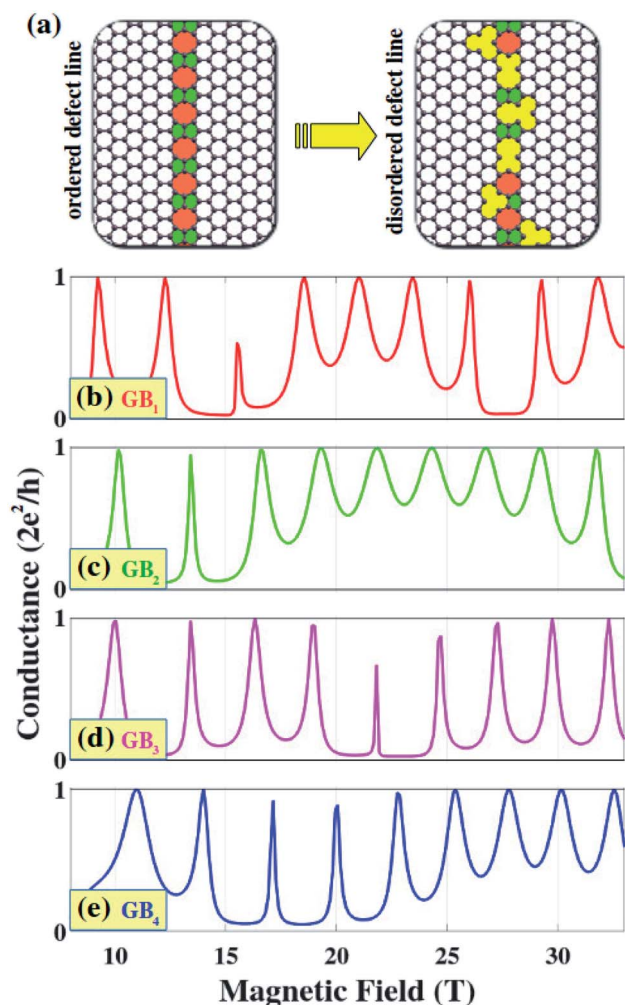 (a)
ordered defect line
disordered defect line
1
(b) GB₁
0
1
(c) GB₂
0
1
(d) GB₃
0
1
(e) GB₄
0
Conductance (2e²/h)
10 15 20 25 30
Magnetic Field (T)